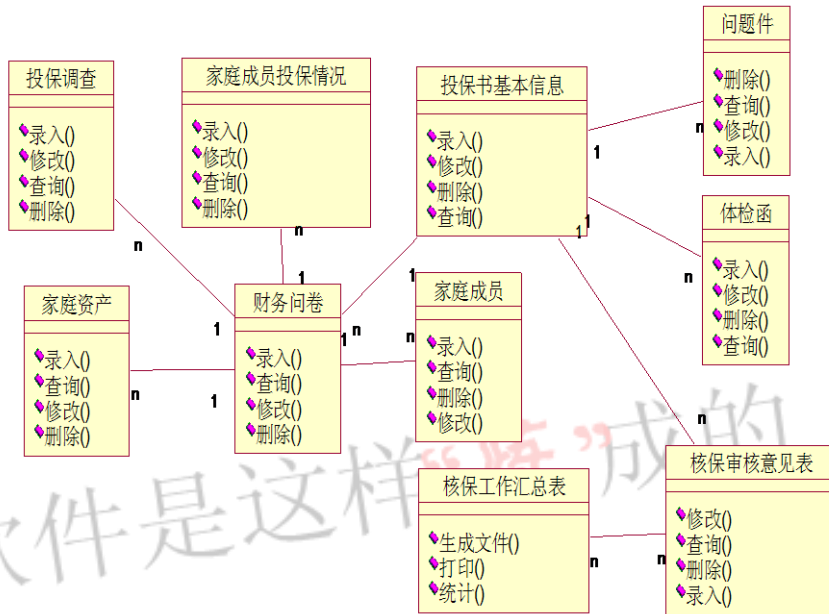 问题件
删除()
查询()
修改()
录入()
投保调查
录入()
修改()
查询()
删除()
家庭成员投保情况
录入()
修改()
查询()
删除()
投保书基本信息
录入()
修改()
删除()
查询()
1
n
体检函
录入()
修改()
删除()
查询()
1
n
1
n
n
1
n
1
1
n
家庭资产
录入()
查询()
修改()
删除()
财务问卷
录入()
查询()
修改()
删除()
家庭成员
录入()
查询()
删除()
修改()
n
1
1
n
核保审核意见表
修改()
查询()
删除()
录入()
核保工作汇总表
生成文件()
打印()
统计()
n
n
软件是这样“悔”成的